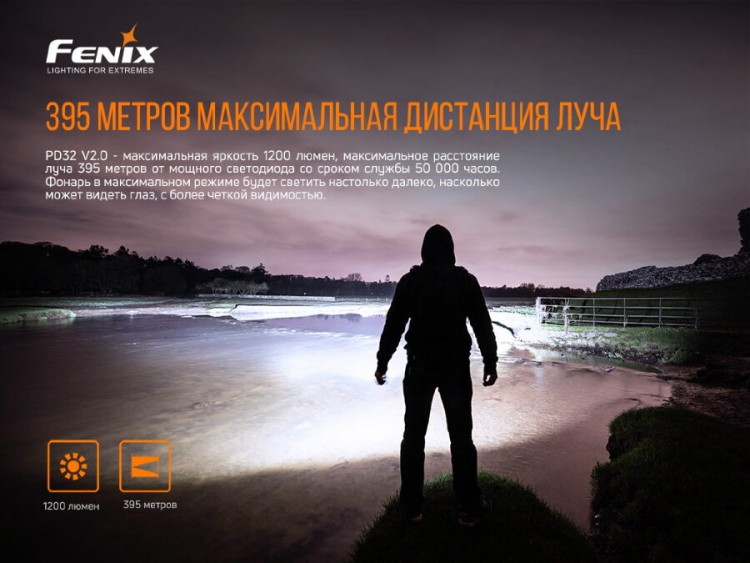 FENIX
LIGHTING FOR EXTREMES
395 МЕТРОВ МАКСИМАЛЬНАЯ ДИСТАНЦИЯ ЛУЧА
PD32 V2.0 - максимальная яркость 1200 люмен, максимальное расстояние
луча 395 метров от мощного светодиода со сроком службы 50 000 часов.
Фонарь в максимальном режиме будет светить настолько далеко, насколько
может видеть глаз, с более четкой видимостью.
1200 люмен
395 метров